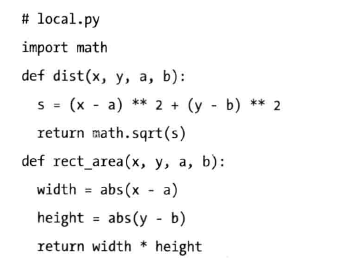 # local.py
import math
def dist(x, y, a, b):
  s = (x - a) ** 2 + (y - b) ** 2
  return math.sqrt(s)
def rect_area(x, y, a, b):
  width = abs(x - a)
  height = abs(y - b)
  return width * height